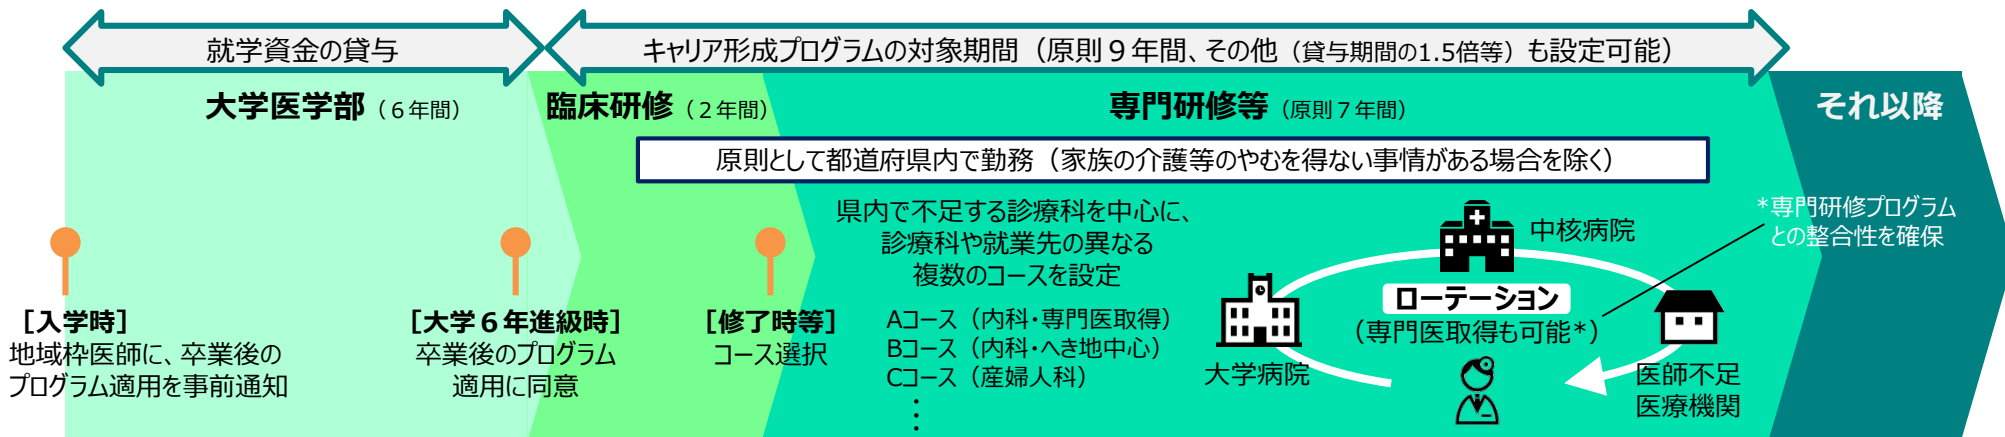 就学資金の貸与
キャリア形成プログラムの対象期間（原則９年間、その他（貸与期間の1.5倍等）も設定可能）
大学医学部（６年間）
臨床研修（２年間）
専門研修等（原則７年間）
それ以降
原則として都道府県内で勤務（家族の介護等のやむを得ない事情がある場合を除く）
［入学時］
地域枠医師に、卒業後の
プログラム適用を事前通知
［大学６年進級時］
卒業後のプログラム
適用に同意
［修了時等］
コース選択
県内で不足する診療科を中心に、
診療科や就業先の異なる
複数のコースを設定
Aコース（内科・専門医取得）
Bコース（内科・へき地中心）
Cコース（産婦人科）
：
大学病院
中核病院
ローテーション
（専門医取得も可能*）
医師不足
医療機関
*専門研修プログラム
との整合性を確保